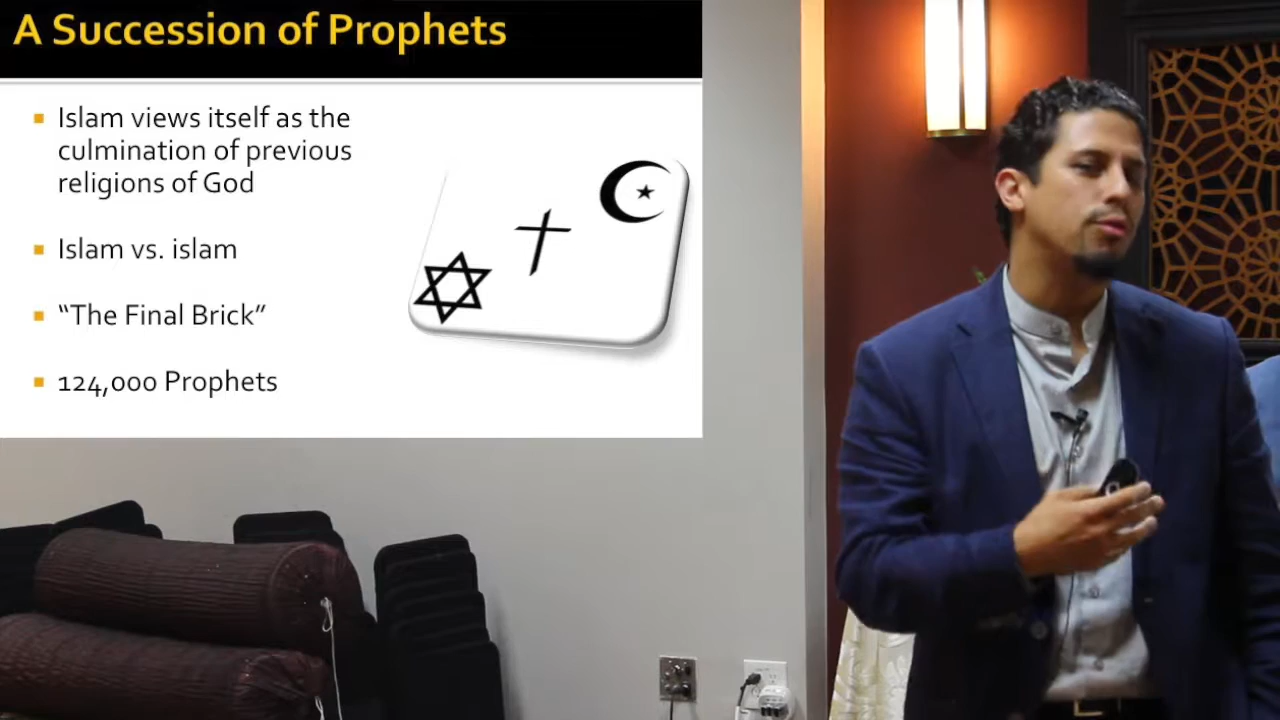 A Succession of Prophets
Islam views itself as the
culmination of previous
religions of God
Islam vs. islam
“The Final Brick”
124,000 Prophets